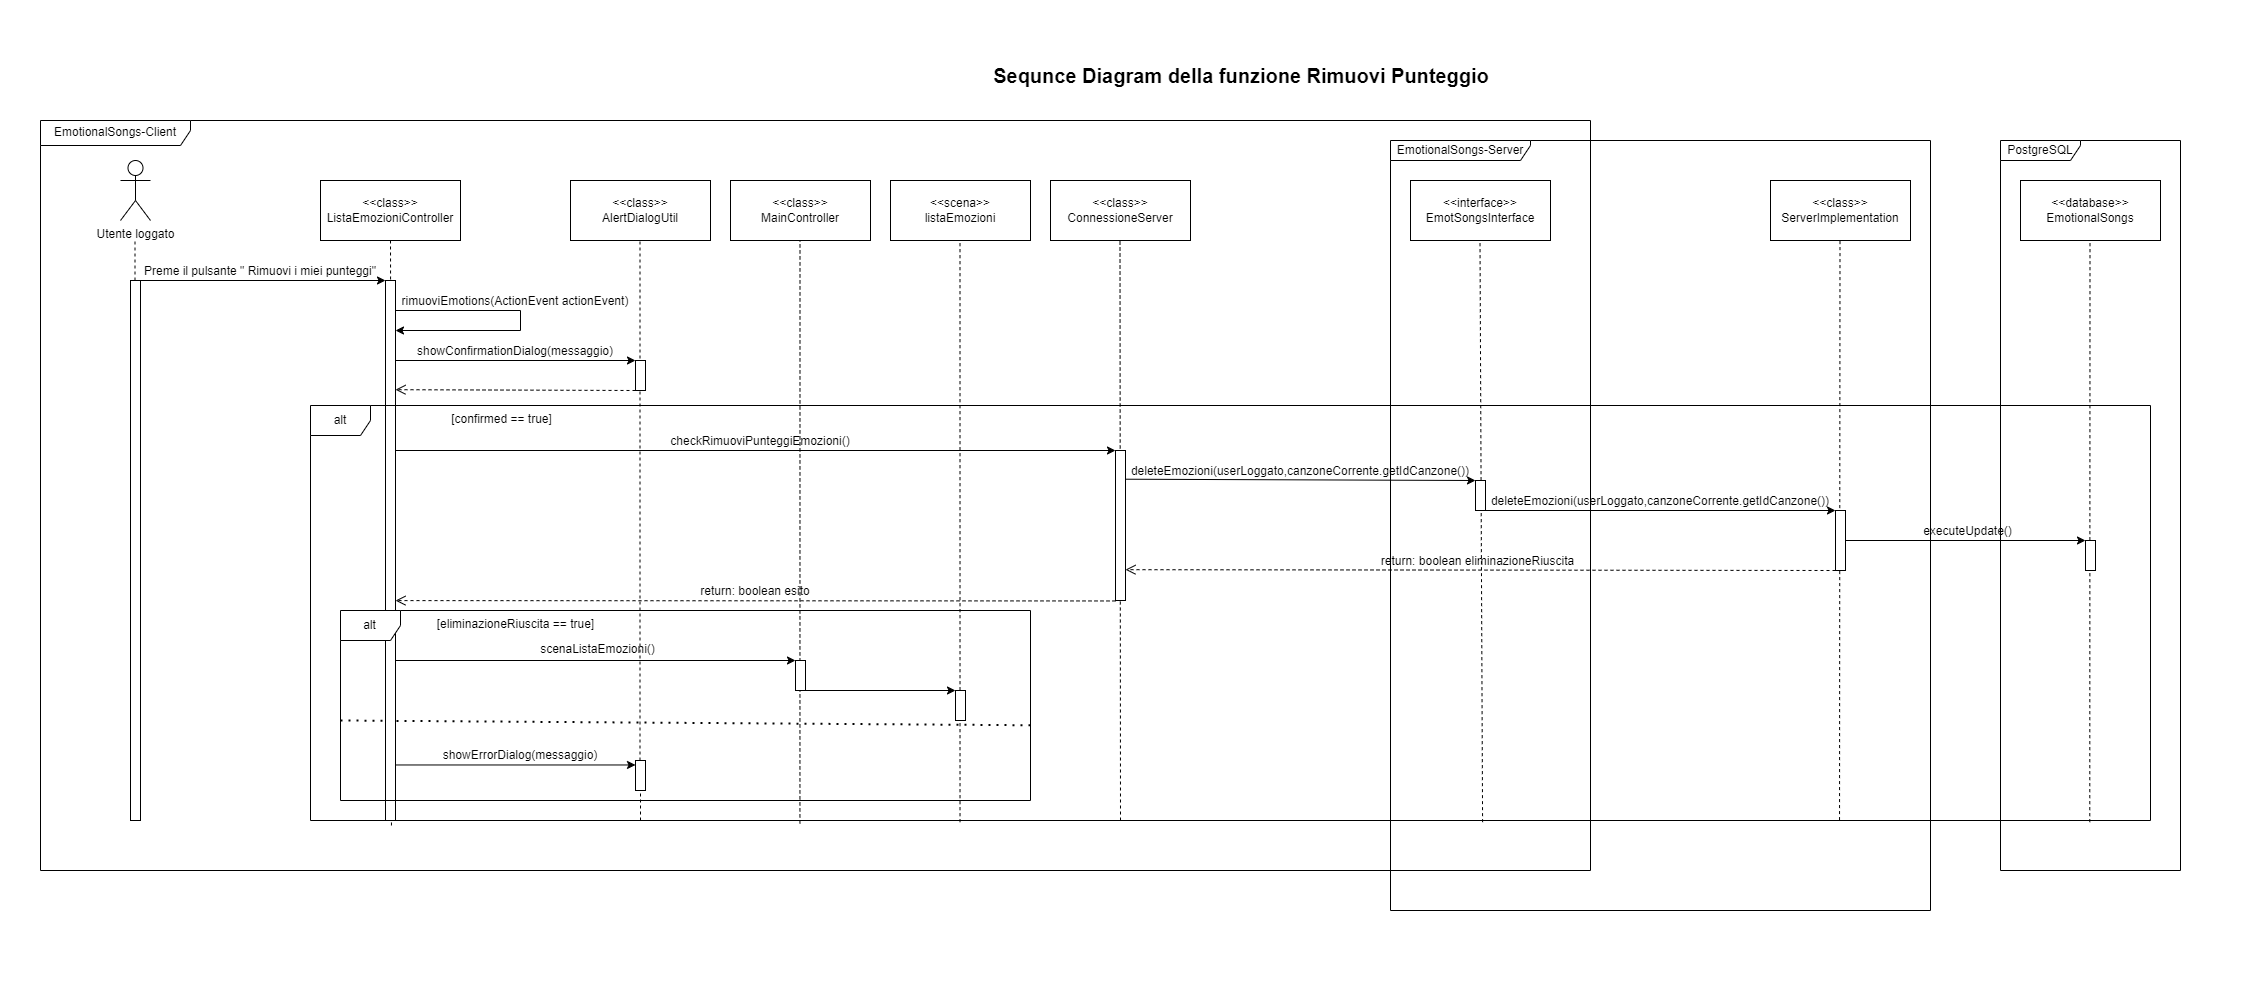 Sequnce Diagram della funzione Rimuovi Punteggio
EmotionalSongs-Client
EmotionalSongs-Server
PostgreSQL
Utente loggato
<<class>>
ListaEmozioniController
<<class>>
AlertDialogUtil
<<class>>
MainController
<<scena>>
listaEmozioni
<<class>>
ConnessioneServer
<<interface>>
EmotSongsInterface
<<class>>
ServerImplementation
<<database>>
EmotionalSongs
Preme il pulsante " Rimuovi i miei punteggi"
rimuoviEmotions(ActionEvent actionEvent)
showConfirmationDialog(messaggio)
alt
[confirmed == true]
checkRimuoviPunteggiEmozioni()
deleteEmozioni(userLoggato,canzoneCorrente.getIdCanzone())
deleteEmozioni(userLoggato,canzoneCorrente.getIdCanzone())
executeUpdate()
return: boolean eliminazioneRiuscita
return: boolean esito
alt
[eliminazioneRiuscita == true]
scenaListaEmozioni()
showErrorDialog(messaggio)